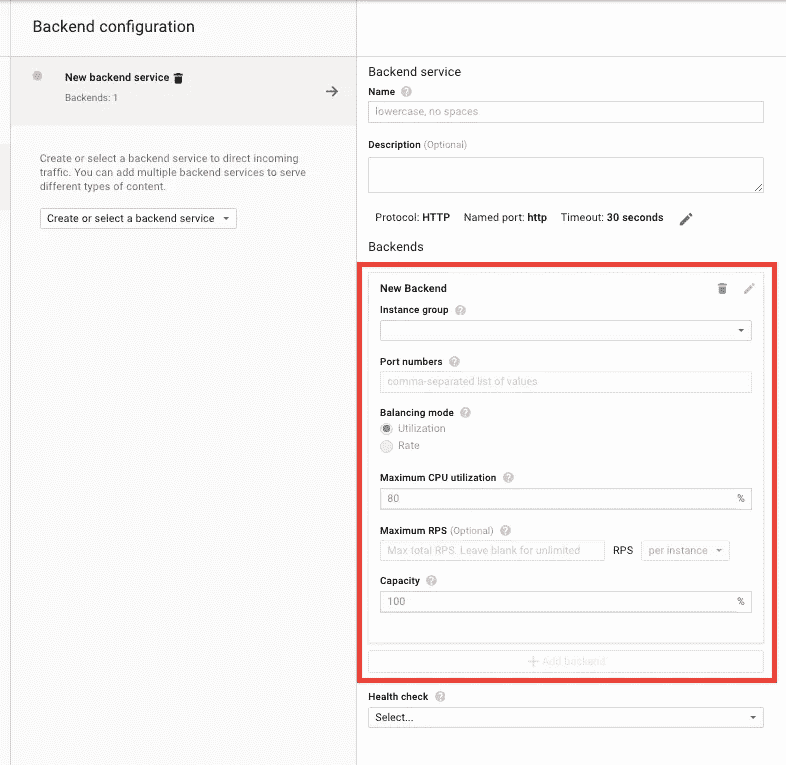 Backend configuration
New backend service
Backends: 1
Create or select a backend service to direct incoming
traffic. You can add multiple backend services to serve
different types of content.
Create or select a backend service
Backend service
Name ?
lowercase, no spaces
Description (Optional)
Protocol: HTTP Named port: http Timeout: 30 seconds
Backends
New Backend
Instance group ?
Port numbers ?
comma-separated list of values
Balancing mode ?
Utilization
Rate
Maximum CPU utilization ?
80 %
Maximum RPS (Optional) ?
Max total RPS. Leave blank for unlimited RPS per instance
Capacity ?
100 %
+ Add backend
Health check ?
Select...